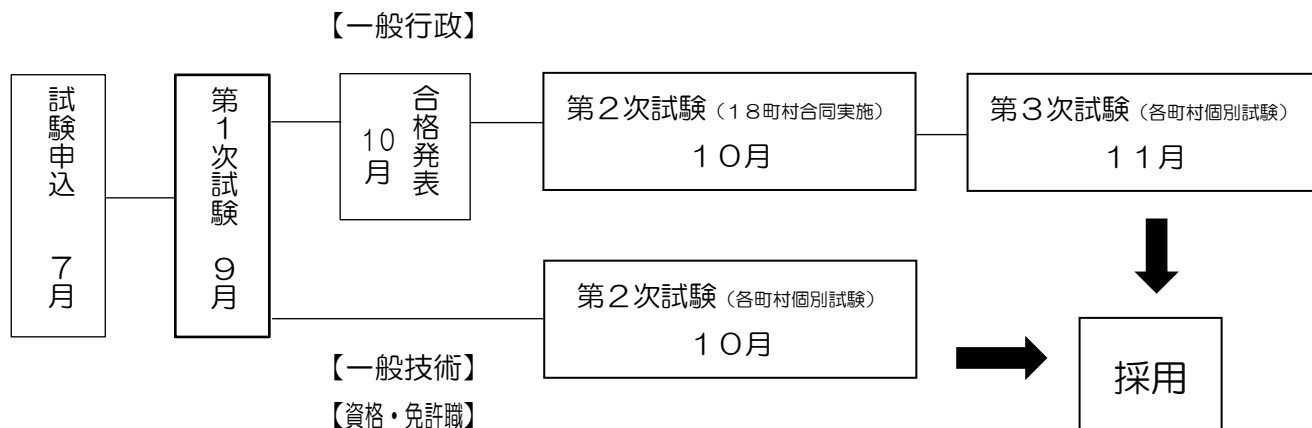 【一般行政】
試験申込　７月
第１次試験　９月
合格発表
10月
第２次試験（１８町村合同実施）
１０月
第３次試験（各町村個別試験）
１１月
第２次試験（各町村個別試験）
１０月
【一般技術】
【資格・免許職】
採用